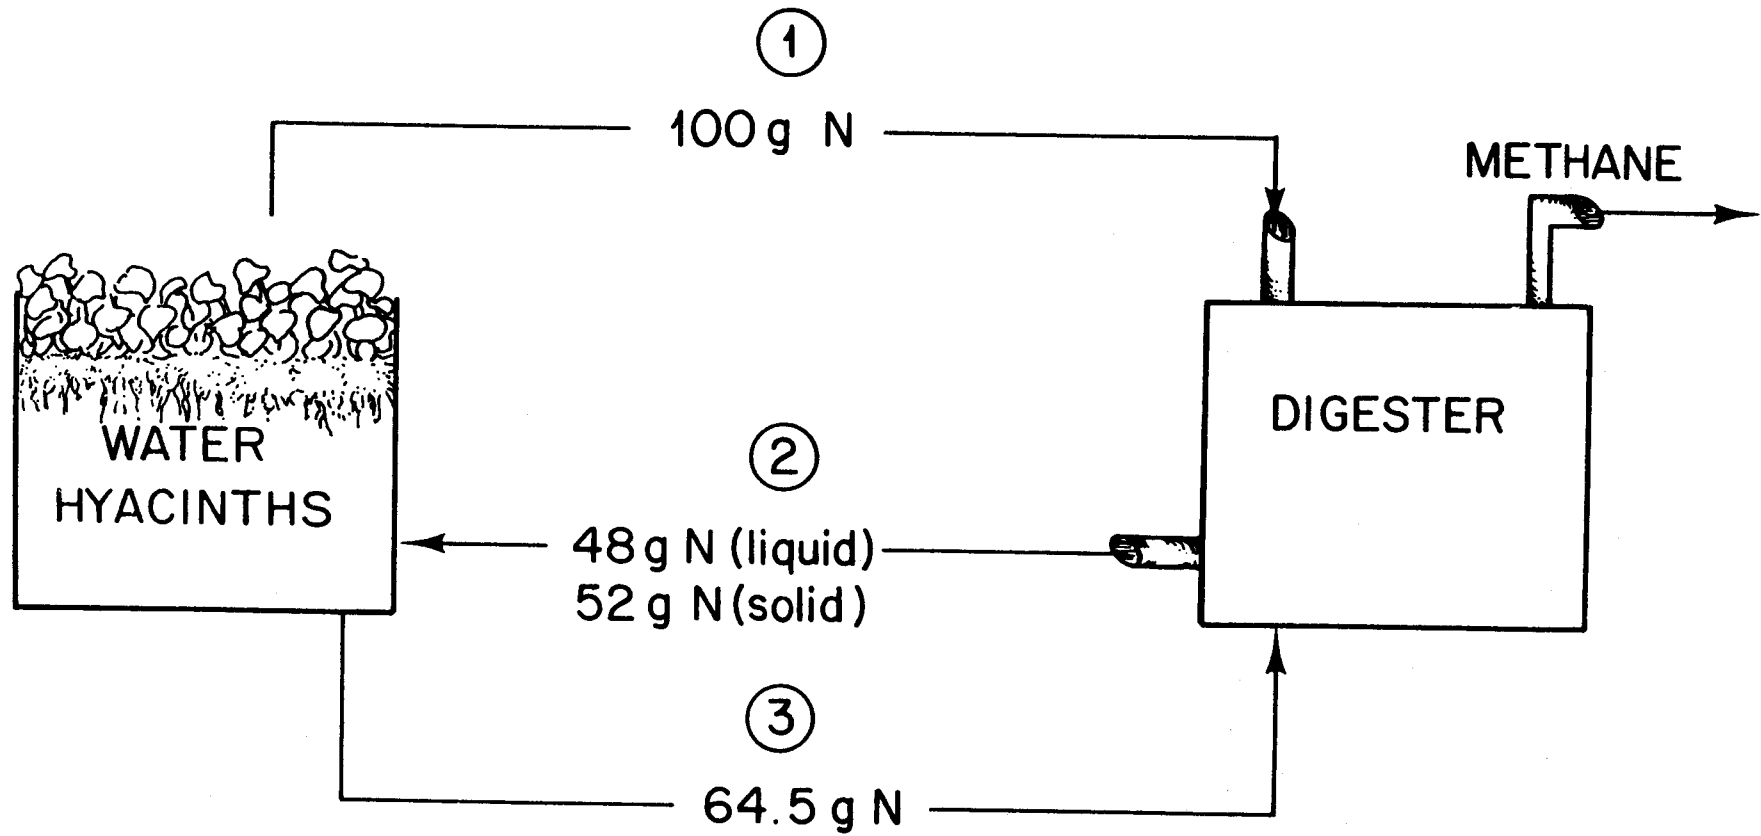 1
100 g N
METHANE
DIGESTER
WATER
HYACINTHS
2
48 g N (liquid)
52 g N (solid)
3
64.5 g N